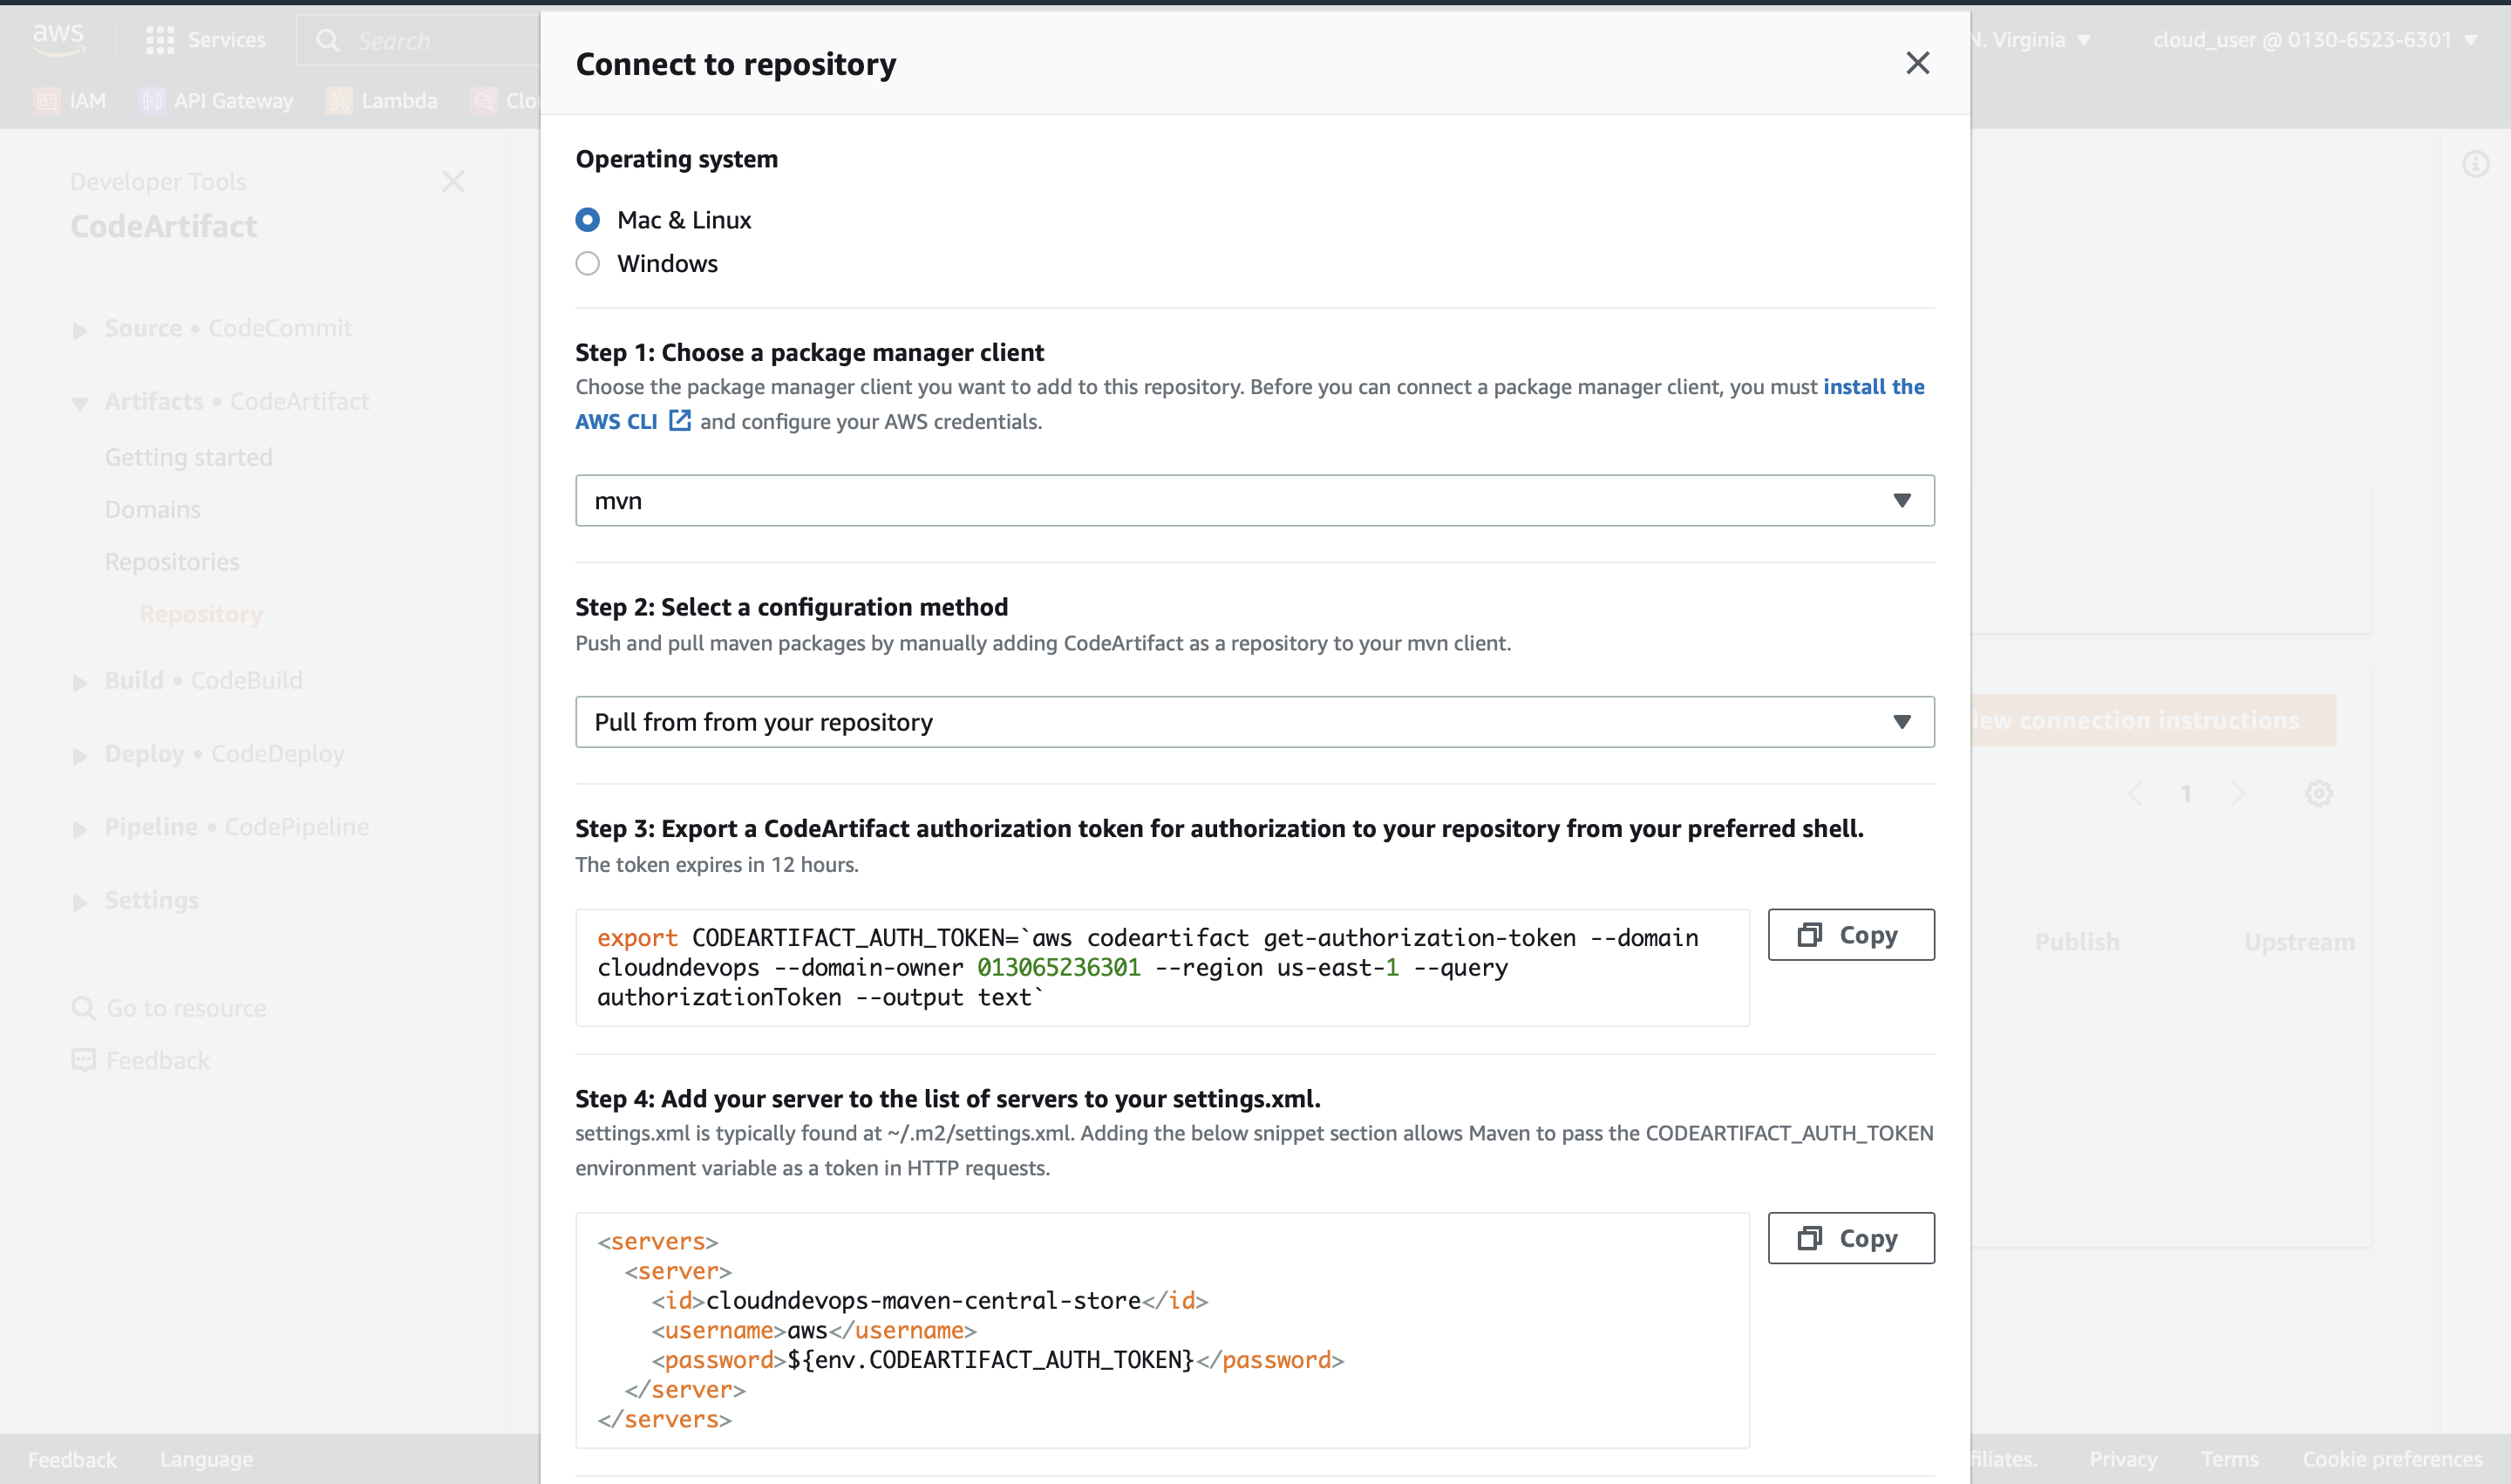 aws
Services
Search
N. Virginia
cloud_user @ 0130-6523-6301
IAM
API Gateway
Lambda
Developer Tools
CodeArtifact
Source • CodeCommit
Artifacts • CodeArtifact
Getting started
Domains
Repositories
Repository
Build • CodeBuild
Deploy • CodeDeploy
Pipeline • CodePipeline
Settings
Go to resource
Feedback
Connect to repository
Operating system
Mac & Linux
Windows
Step 1: Choose a package manager client
Choose the package manager client you want to add to this repository. Before you can connect a package manager client, you must install the
AWS CLI and configure your AWS credentials.
mvn
Step 2: Select a configuration method
Push and pull maven packages by manually adding CodeArtifact as a repository to your mvn client.
Pull from from your repository
Step 3: Export a CodeArtifact authorization token for authorization to your repository from your preferred shell.
The token expires in 12 hours.
export CODEARTIFACT_AUTH_TOKEN=`aws codeartifact get-authorization-token --domain
cloudndevops --domain-owner 013065236301 --region us-east-1 --query
authorizationToken --output text`
Copy
Step 4: Add your server to the list of servers to your settings.xml.
settings.xml is typically found at ~/.m2/settings.xml. Adding the below snippet section allows Maven to pass the CODEARTIFACT_AUTH_TOKEN
environment variable as a token in HTTP requests.
<servers>
<server>
<id>cloudndevops-maven-central-store</id>
<username>aws</username>
<password>${env.CODEARTIFACT_AUTH_TOKEN}</password>
</server>
</servers>
Copy
connection instructions
1
Publish
Upstream
Feedback
Language
Privacy
Terms
Cookie preferences